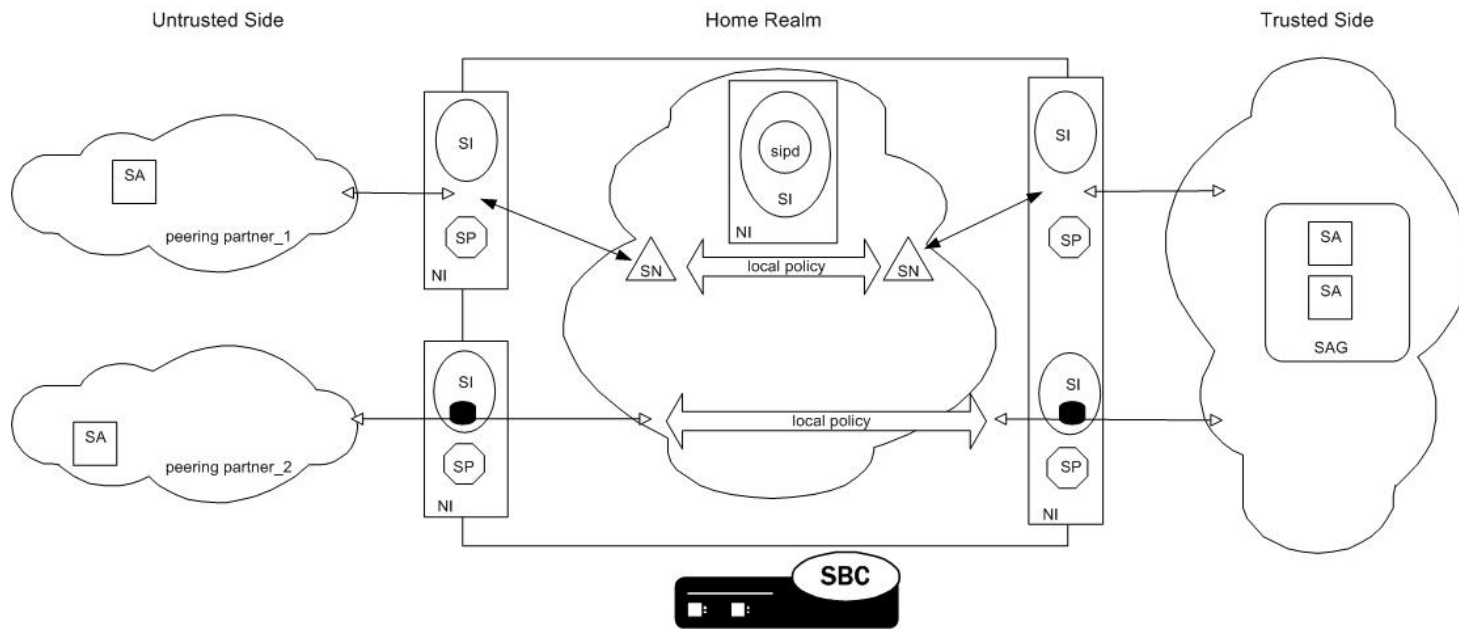 Untrusted Side
Home Realm
Trusted Side
SA
peering partner_1
SI
SP
NI
sipd
SI
NI
SN
local policy
SN
SI
SP
SA
SA
SAG
SA
peering partner_2
SI
SP
NI
local policy
SI
SP
NI
SBC